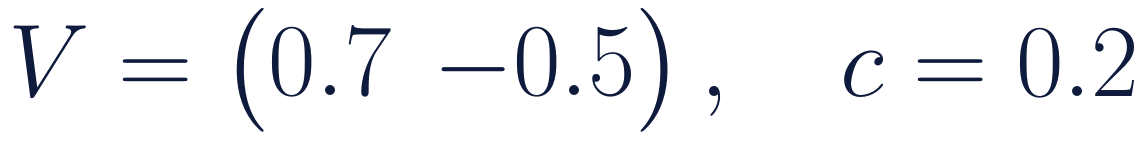 V = (0.7 −0.5) , c = 0.2